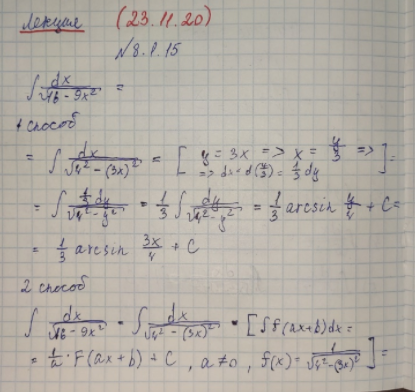 Лекция (23.11.20)
№8.1.15
∫ dx/√(16 - 9x²) =
1 способ
= ∫ dx/√(4² - (3x)²) = [ y = 3x => x = y/3 =>
=> dx = d(y/3) = 1/3 dy ] =
= ∫ (1/3 dy)/√(4² - y²) = 1/3 ∫ dy/√(4² - y²) = 1/3 arcsin y/4 + C =
= 1/3 arcsin 3x/4 + C
2 способ
∫ dx/√(16 - 9x²) = ∫ dx/√(4² - (3x)²) = [ ∫ f(ax+b)dx =
= 1/a · F(ax+b) + C, a≠0, f(x) = 1/√(4² - (3x)²) ] =